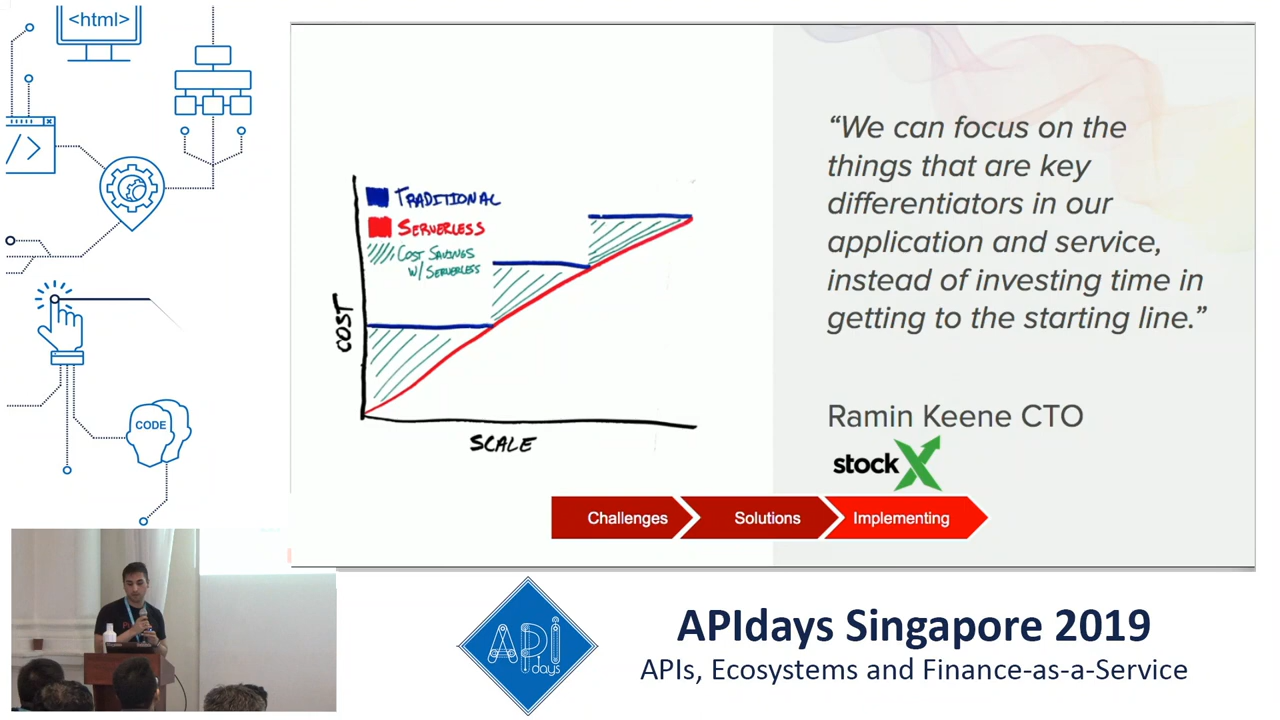 <html>
</>
CODE
TRADITIONAL
SERVERLESS
COST SAVINGS
W/ SERVERLESS
COST
SCALE
“We can focus on the
things that are key
differentiators in our
application and service,
instead of investing time in
getting to the starting line.”
Ramin Keene CTO
stockX
Challenges
Solutions
Implementing
API
days
APIdays Singapore 2019
APIs, Ecosystems and Finance-as-a-Service